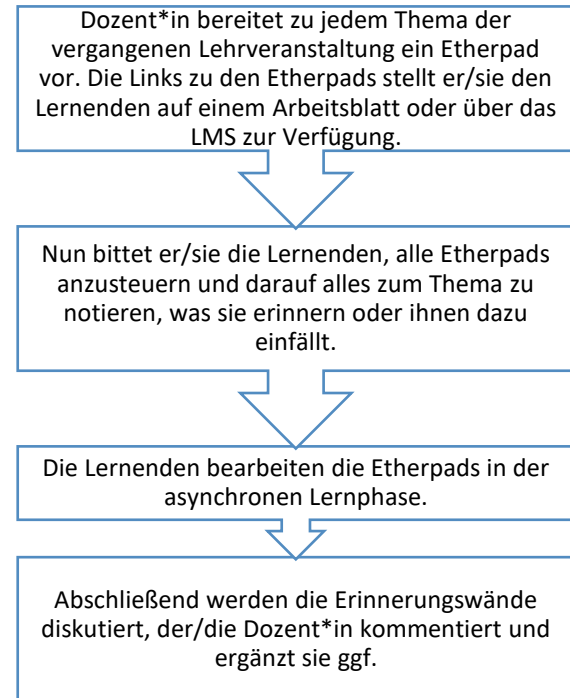 Dozent*in bereitet zu jedem Thema der
vergangenen Lehrveranstaltung ein Etherpad
vor. Die Links zu den Etherpads stellt er/sie den
Lernenden auf einem Arbeitsblatt oder über das
LMS zur Verfügung.
Nun bittet er/sie die Lernenden, alle Etherpads
anzusteuern und darauf alles zum Thema zu
notieren, was sie erinnern oder ihnen dazu
einfällt.
Die Lernenden bearbeiten die Etherpads in der
asynchronen Lernphase.
Abschließend werden die Erinnerungswände
diskutiert, der/die Dozent*in kommentiert und
ergänzt sie ggf.